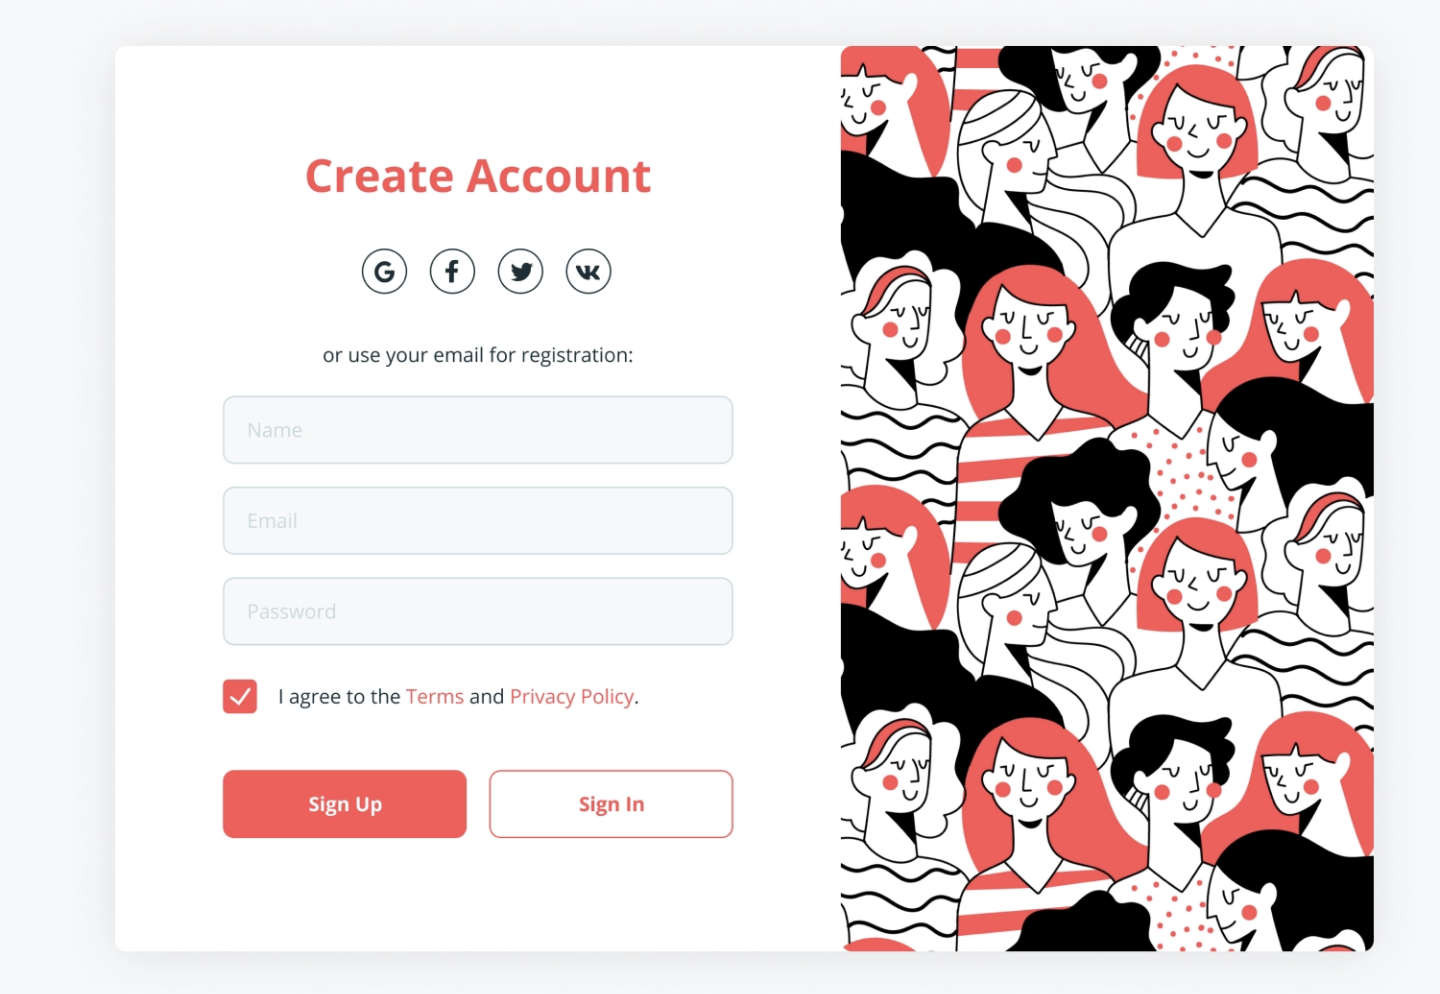 Create Account
G f VK
or use your email for registration:
Name
Email
Password
I agree to the Terms and Privacy Policy.
Sign Up Sign In